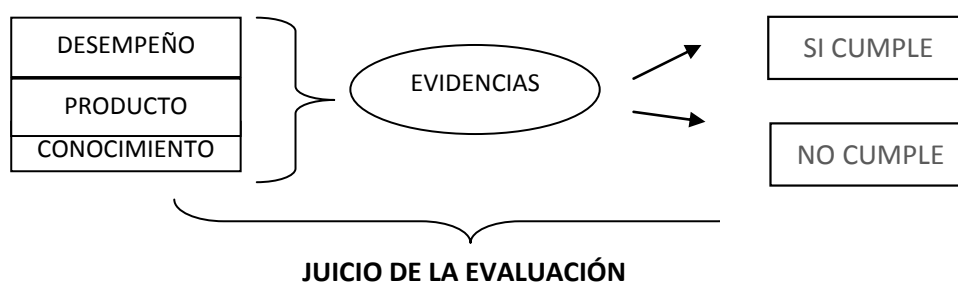 DESEMPEÑO
PRODUCTO
CONOCIMIENTO
EVIDENCIAS
SI CUMPLE
NO CUMPLE
JUICIO DE LA EVALUACIÓN